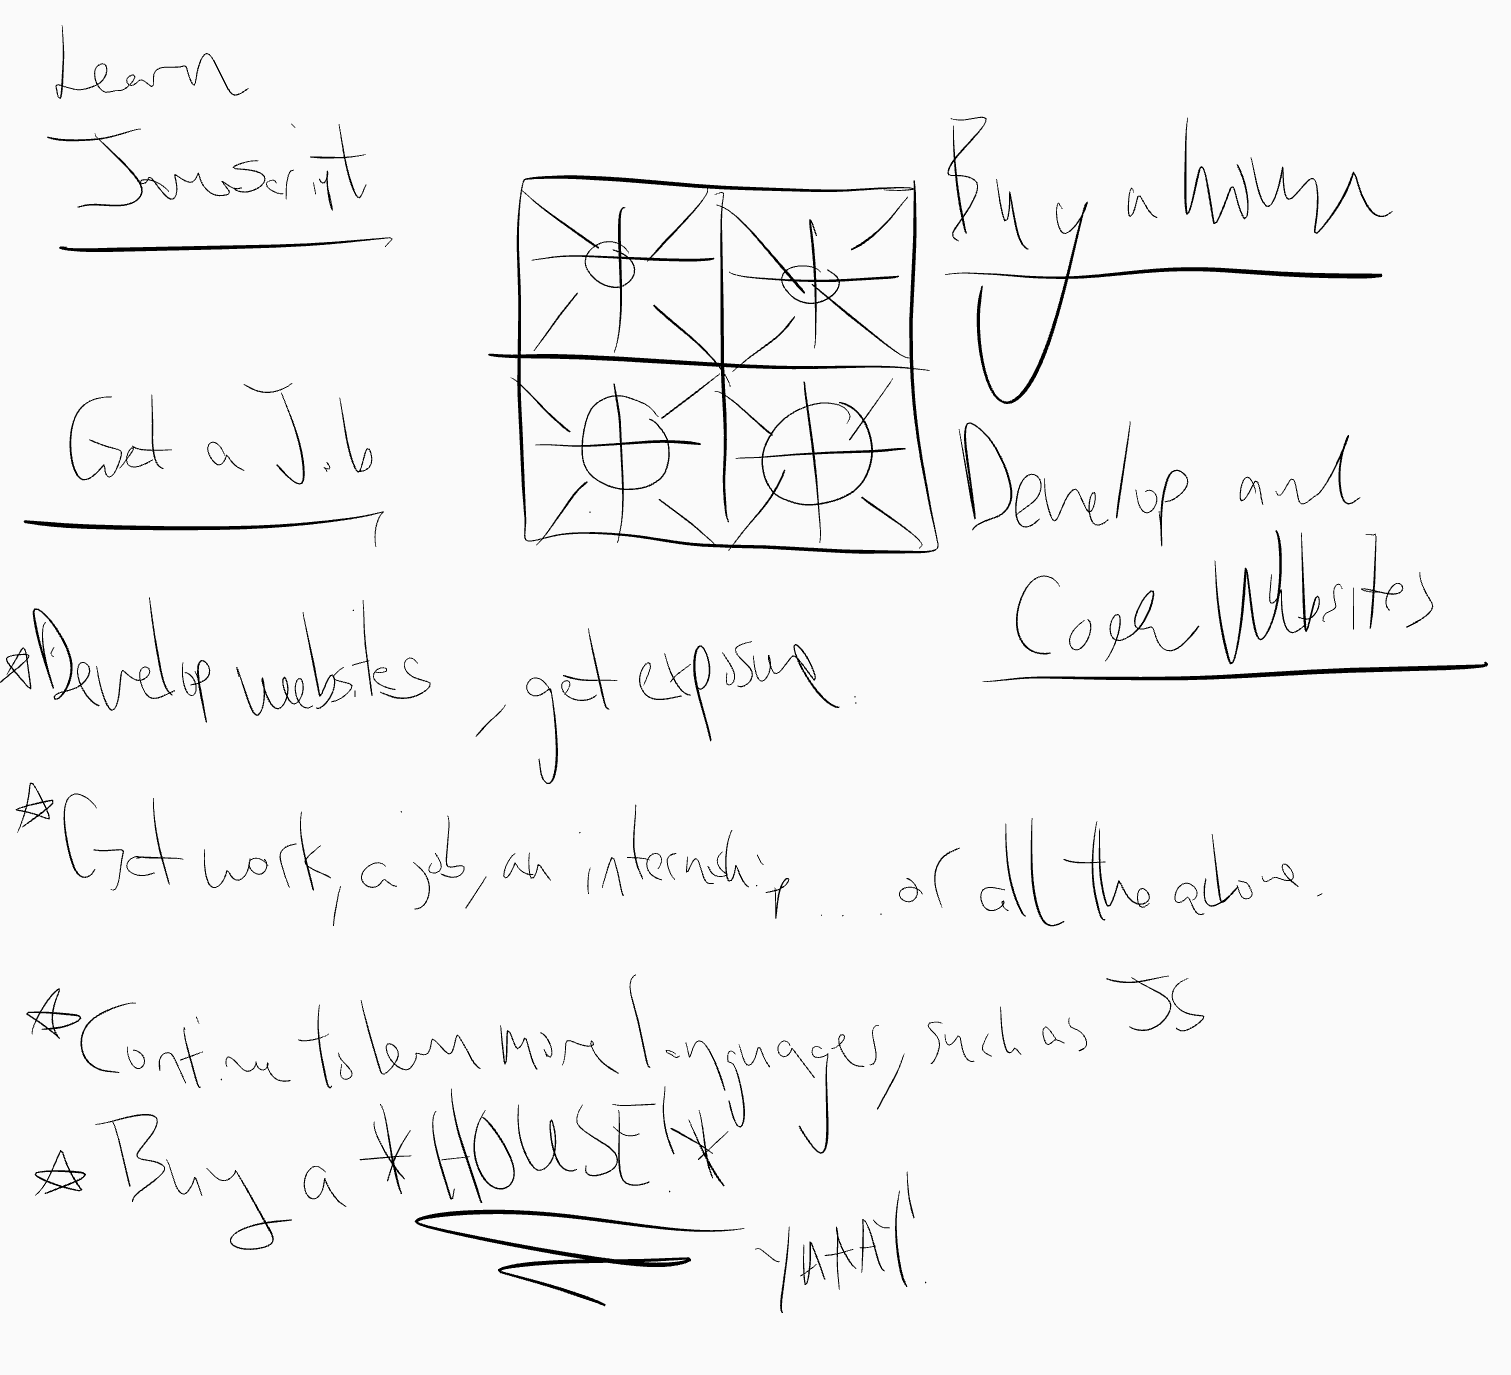 Learn
Javascript
Buy a house
Get a Job
Develop and
Code Websites
Develop websites, get exposure.
Get work, a job, an internship .... or all the above.
Continue to learn more languages, such as JS
Buy a *HOUSE!*
YAAAY!